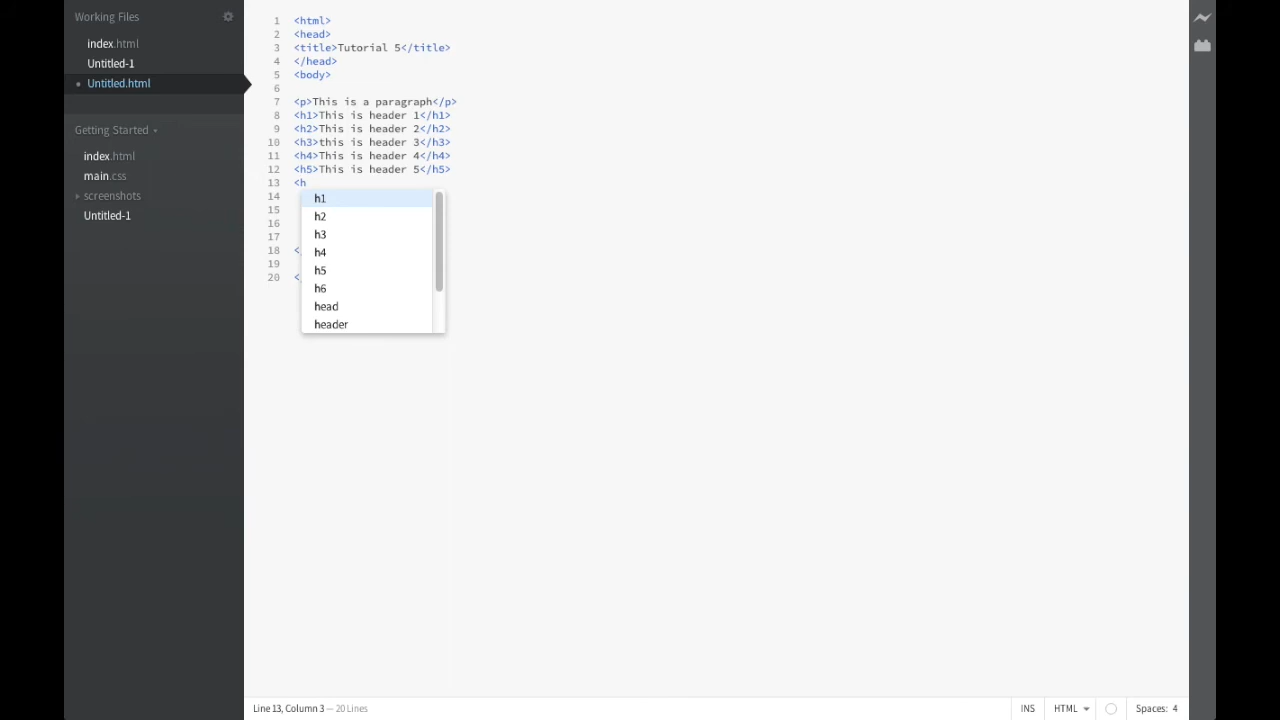 Working Files
index.html
Untitled-1
Untitled.html
Getting Started
index.html
main.css
screenshots
Untitled-1
1 <html>
2 <head>
3 <title>Tutorial 5</title>
4 </head>
5 <body>
6
7 <p>This is a paragraph</p>
8 <h1>This is header 1</h1>
9 <h2>This is header 2</h2>
10 <h3>this is header 3</h3>
11 <h4>This is header 4</h4>
12 <h5>This is header 5</h5>
13 <h
14
15
16
17
18 <
19
20 <
h1
h2
h3
h4
h5
h6
head
header
Line 13, Column 3 — 20 Lines
INS
HTML
Spaces: 4